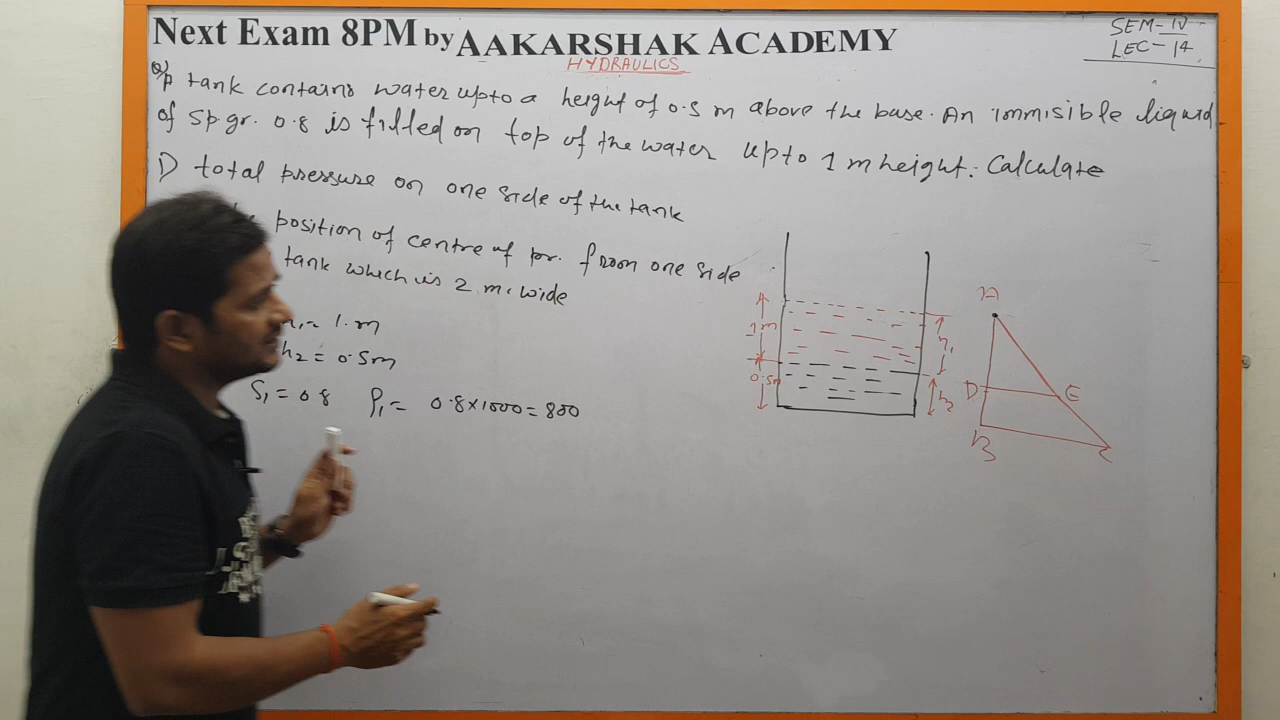 Next Exam 8PM by AAKARSHAK ACADEMY
SEM-IV
LEC-14
HYDRAULICS
Q) A tank contains water upto a height of 0.5 m above the base. An immisible liquid
of Sp.gr. 0.8 is filled on top of the water upto 1 m height. Calculate
1) total pressure on one side of the tank
position of centre of pr. from one side
tank which is 2 m. wide
h1 = 1.m
h2 = 0.5m
S1 = 0.8 ρ1 = 0.8×1000 = 800
1m
0.5m
h1
h2
A
D E
B
C